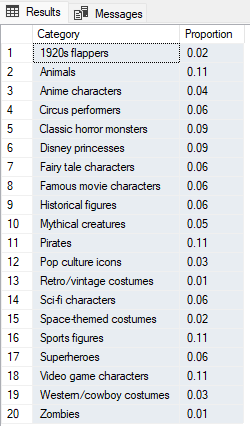 Results Messages
Category Proportion
1 1920s flappers 0.02
2 Animals 0.11
3 Anime characters 0.04
4 Circus performers 0.06
5 Classic horror monsters 0.09
6 Disney princesses 0.09
7 Fairy tale characters 0.06
8 Famous movie characters 0.06
9 Historical figures 0.06
10 Mythical creatures 0.05
11 Pirates 0.11
12 Pop culture icons 0.03
13 Retro/vintage costumes 0.01
14 Sci-fi characters 0.06
15 Space-themed costumes 0.02
16 Sports figures 0.11
17 Superheroes 0.06
18 Video game characters 0.11
19 Western/cowboy costumes 0.03
20 Zombies 0.01